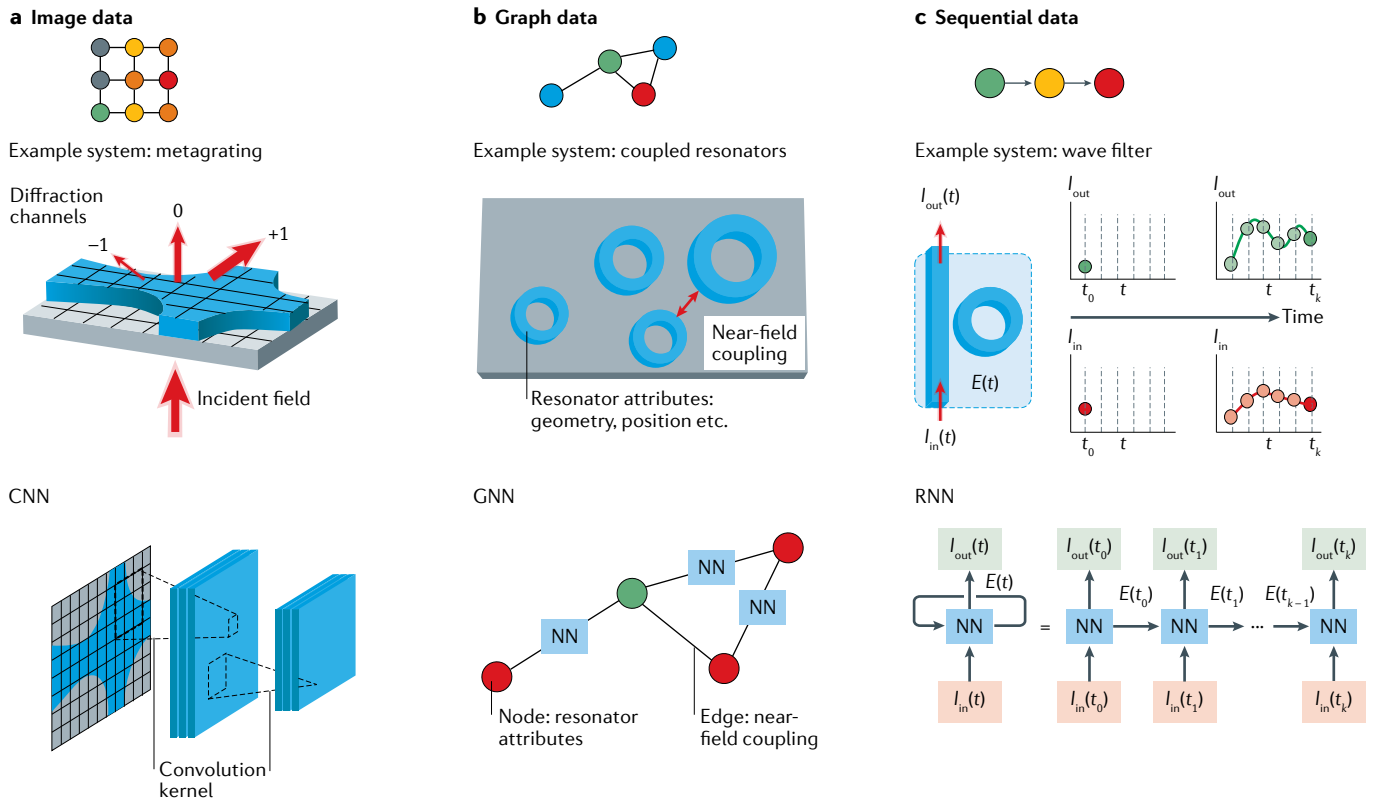 a Image data
Example system: metagrating
Diffraction
channels
−1
0
+1
Incident field
CNN
Convolution
kernel
b Graph data
Example system: coupled resonators
Near-field
coupling
Resonator attributes:
geometry, position etc.
GNN
NN
NN
NN
Node: resonator
attributes
Edge: near-
field coupling
c Sequential data
Example system: wave filter
I_out(t)
E(t)
I_in(t)
I_out
t_0
t
I_out
t
t_k
Time
I_in
t_0
t
I_in
t
t_k
RNN
I_out(t)
I_out(t_0)
I_out(t_1)
I_out(t_k)
E(t)
E(t_0)
E(t_1)
E(t_{k−1})
NN
=
NN
NN
...
NN
I_in(t)
I_in(t_0)
I_in(t_1)
I_in(t_k)